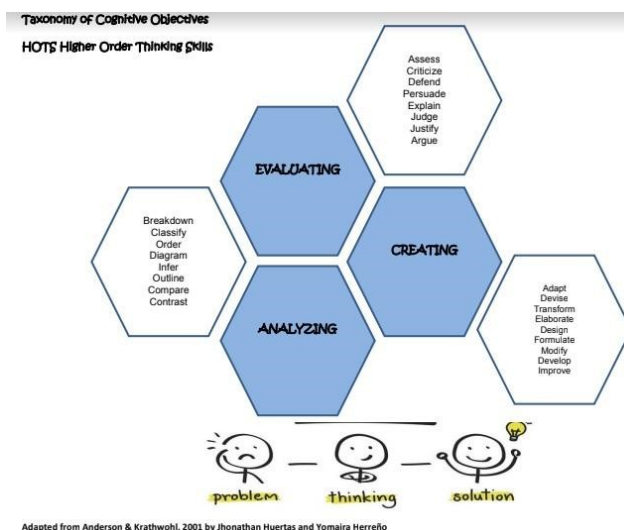 Taxonomy of Cognitive Objectives
HOTS Higher Order Thinking Skills
Assess
Criticize
Defend
Persuade
Explain
Judge
Justify
Argue
EVALUATING
Breakdown
Classify
Order
Diagram
Infer
Outline
Compare
Contrast
CREATING
ANALYZING
Adapt
Devise
Transform
Elaborate
Design
Formulate
Modify
Develop
Improve
problem
thinking
solution
Adapted from Anderson & Krathwohl, 2001 by Jhonathan Huertas and Yomaira Herreño